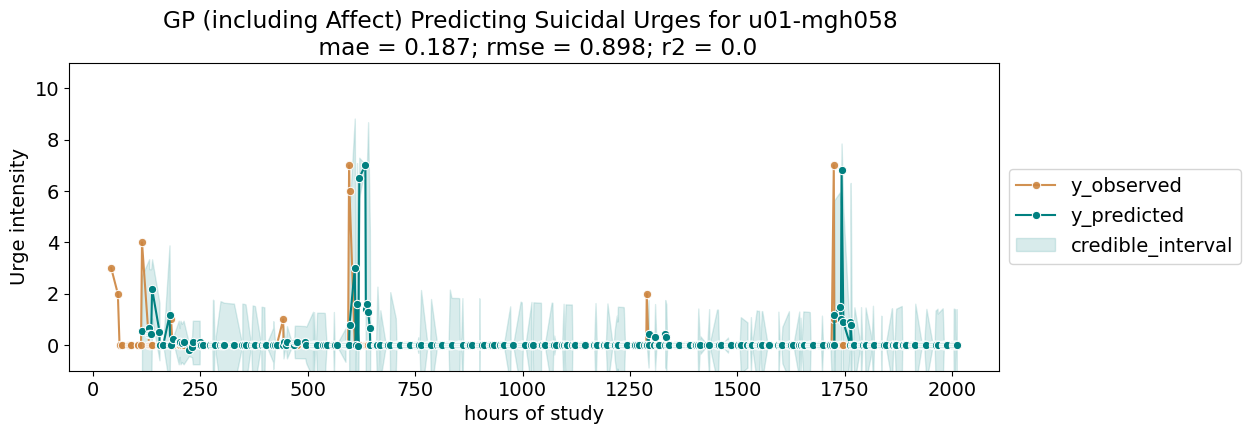 GP (including Affect) Predicting Suicidal Urges for u01-mgh058
mae = 0.187; rmse = 0.898; r2 = 0.0
Urge intensity
10
8
6
4
2
0
0 250 500 750 1000 1250 1500 1750 2000
hours of study
y_observed
y_predicted
credible_interval